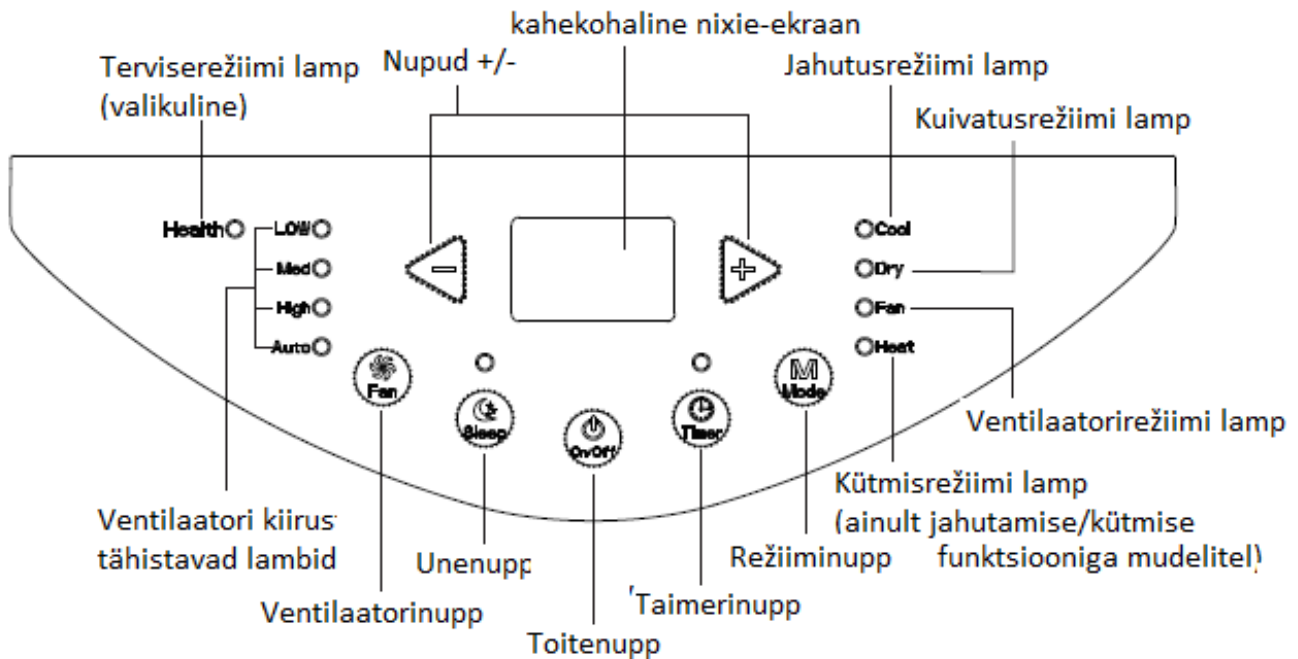 kahekohaline nixie-ekraan
Terviserežiimi lamp
(valikuline)
Nupud +/-
Jahutusrežiimi lamp
Kuivatusrežiimi lamp
Health
LOW
Med
High
Auto
−
+
Cool
Dry
Fan
Heat
Fan
Sleep
On/Off
Timer
M
Mode
Ventilaatorirežiimi lamp
Kütmisrežiimi lamp
(ainult jahutamise/kütmise
funktsiooniga mudelitel)
Ventilaatori kiirus
tähistavad lambid
Unenupp
Režiiminupp
Ventilaatorinupp
Taimerinupp
Toitenupp